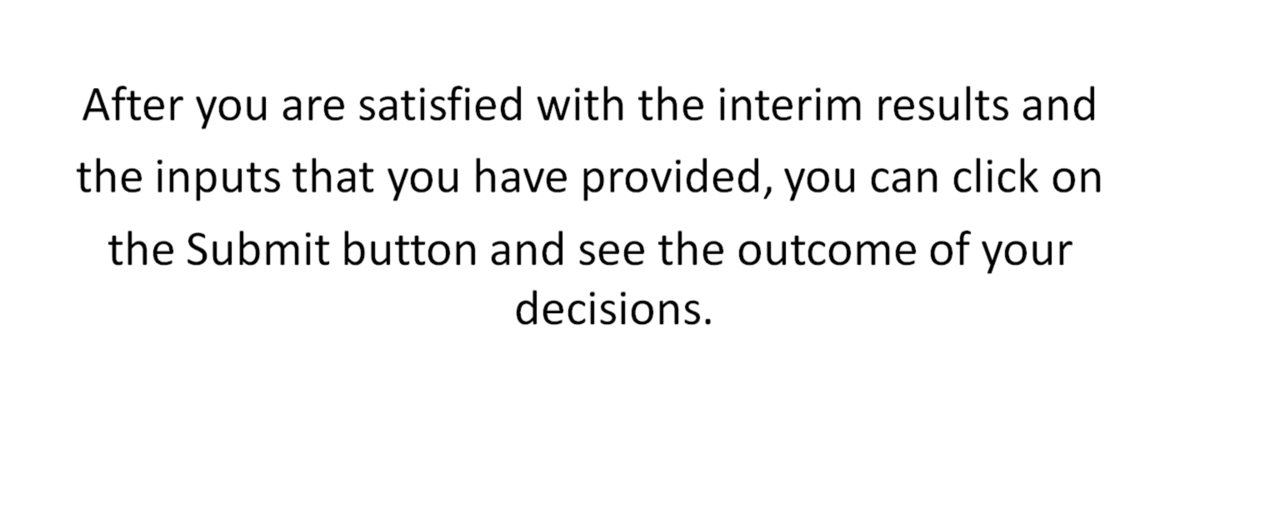 After you are satisfied with the interim results and
the inputs that you have provided, you can click on
the Submit button and see the outcome of your
decisions.